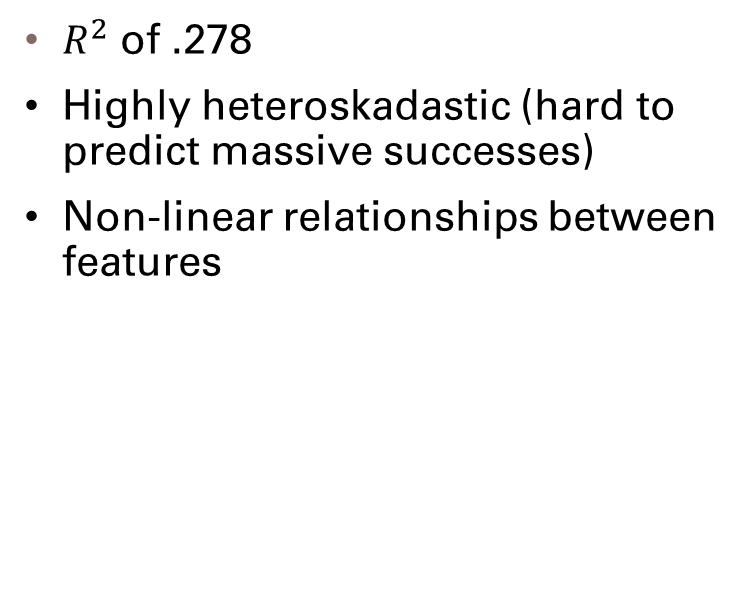 • R² of .278
• Highly heteroskadastic (hard to
predict massive successes)
• Non-linear relationships between
features